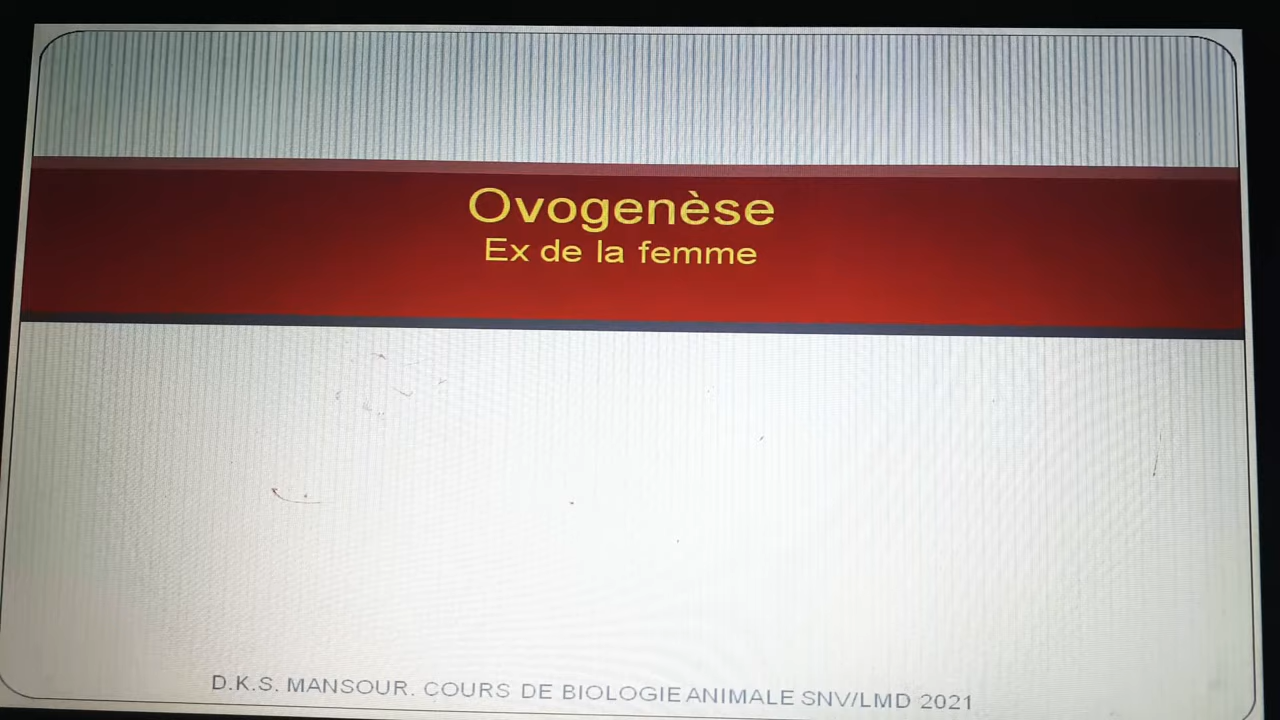 Ovogenèse
Ex de la femme
D.K.S. MANSOUR. COURS DE BIOLOGIE ANIMALE SNV/LMD 2021